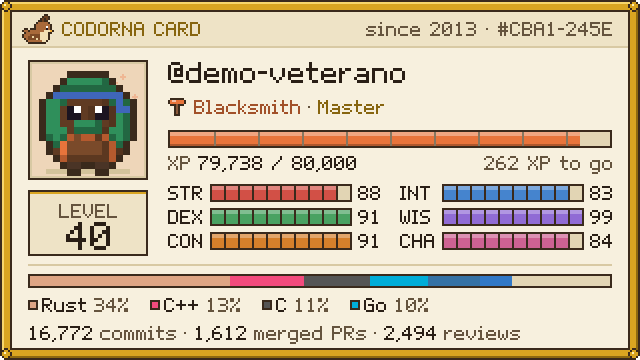 CODORNA CARD
since 2013 · #CBA1-245E
@demo-veterano
Blacksmith · Master
XP 79,738 / 80,000
262 XP to go
STR 88 INT 83
DEX 91 WIS 99
CON 91 CHA 84
LEVEL
40
Rust 34% C++ 13% C 11% Go 10%
16,772 commits · 1,612 merged PRs · 2,494 reviews